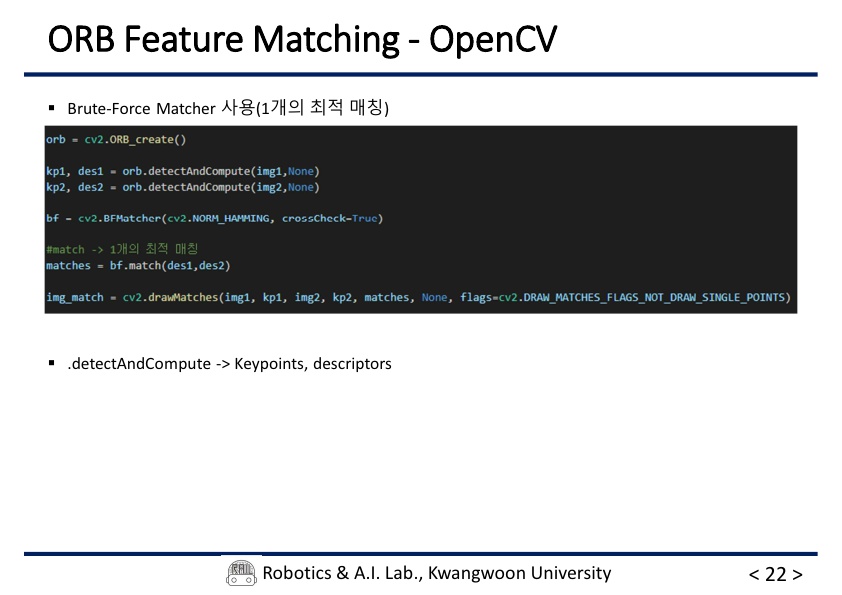 ORB Feature Matching - OpenCV
▪ Brute-Force Matcher 사용(1개의 최적 매칭)
orb = cv2.ORB_create()
kp1, des1 = orb.detectAndCompute(img1,None)
kp2, des2 = orb.detectAndCompute(img2,None)
bf = cv2.BFMatcher(cv2.NORM_HAMMING, crossCheck=True)
#match -> 1개의 최적 매칭
matches = bf.match(des1,des2)
img_match = cv2.drawMatches(img1, kp1, img2, kp2, matches, None, flags=cv2.DRAW_MATCHES_FLAGS_NOT_DRAW_SINGLE_POINTS)
▪ .detectAndCompute -> Keypoints, descriptors
RAIL Robotics & A.I. Lab., Kwangwoon University < 22 >